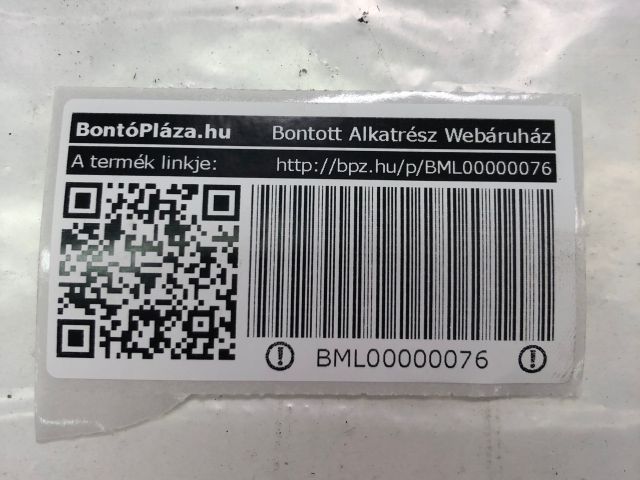 BontóPláza.hu Bontott Alkatrész Webáruház
A termék linkje: http://bpz.hu/p/BML00000076
BML00000076